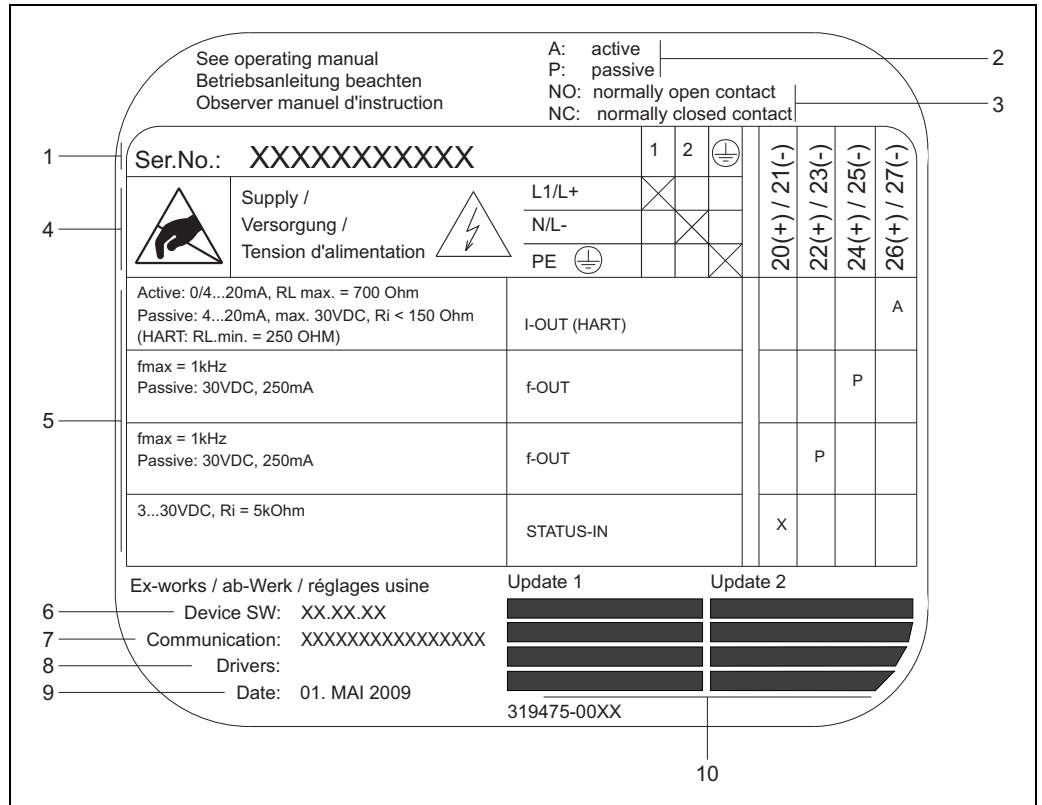 See operating manual
Betriebsanleitung beachten
Observer manuel d'instruction
A: active
P: passive
NO: normally open contact
NC: normally closed contact
2
3
1
Ser.No.: XXXXXXXXXXX
1 2
20(+) / 21(-)
22(+) / 23(-)
24(+) / 25(-)
26(+) / 27(-)
4
Supply /
Versorgung /
Tension d'alimentation
L1/L+
N/L-
PE
5
Active: 0/4...20mA, RL max. = 700 Ohm
Passive: 4...20mA, max. 30VDC, Ri < 150 Ohm
(HART: RL.min. = 250 OHM)
I-OUT (HART)
A
fmax = 1kHz
Passive: 30VDC, 250mA
f-OUT
P
fmax = 1kHz
Passive: 30VDC, 250mA
f-OUT
P
3...30VDC, Ri = 5kOhm
STATUS-IN
X
Ex-works / ab-Werk / réglages usine
Update 1 Update 2
6
Device SW: XX.XX.XX
7
Communication: XXXXXXXXXXXXXXXX
8
Drivers:
9
Date: 01. MAI 2009
319475-00XX
10